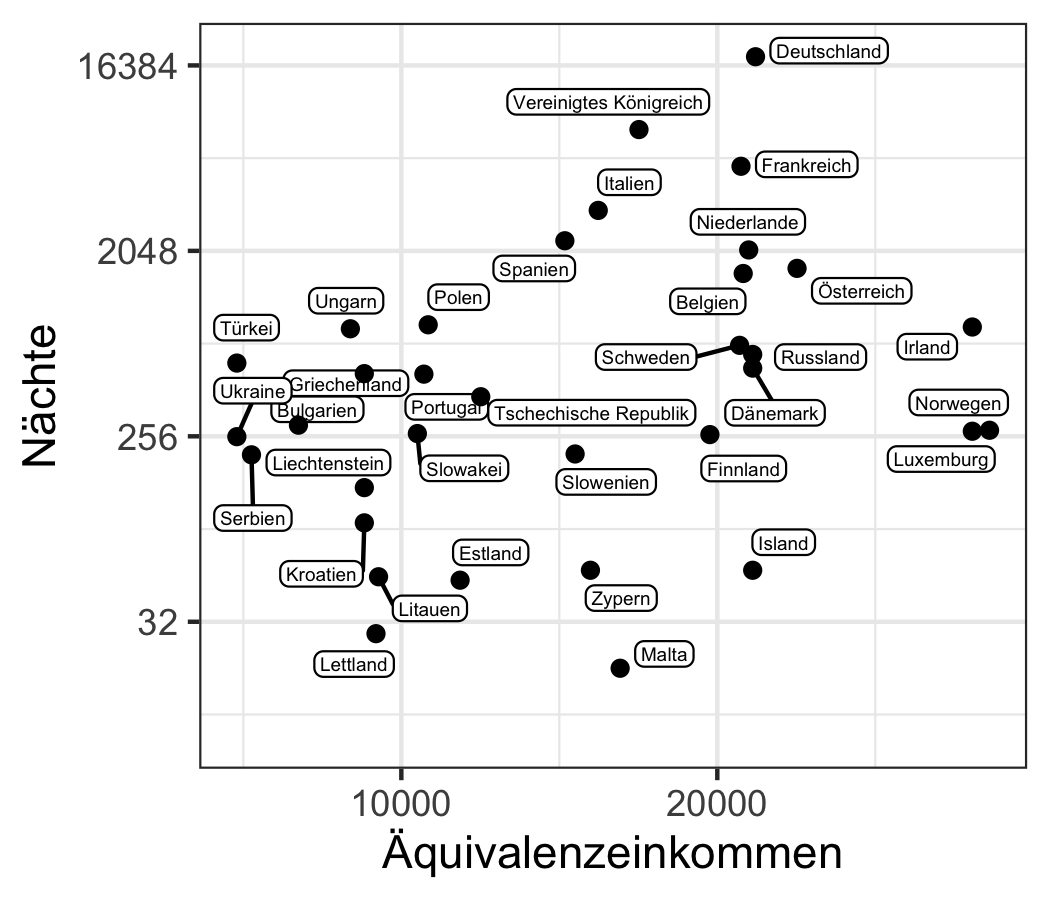 Deutschland
16384
Vereinigtes Königreich
Frankreich
Italien
Niederlande
2048
Spanien
Österreich
Polen
Ungarn
Belgien
Türkei
Irland
Schweden
Russland
Griechenland
Ukraine
Norwegen
Portugal
Bulgarien
Tschechische Republik
Dänemark
256
Liechtenstein
Slowakei
Finnland
Luxemburg
Slowenien
Serbien
Island
Estland
Kroatien
Zypern
Litauen
32
Lettland
Malta
Nächte
10000
20000
Äquivalenzeinkommen